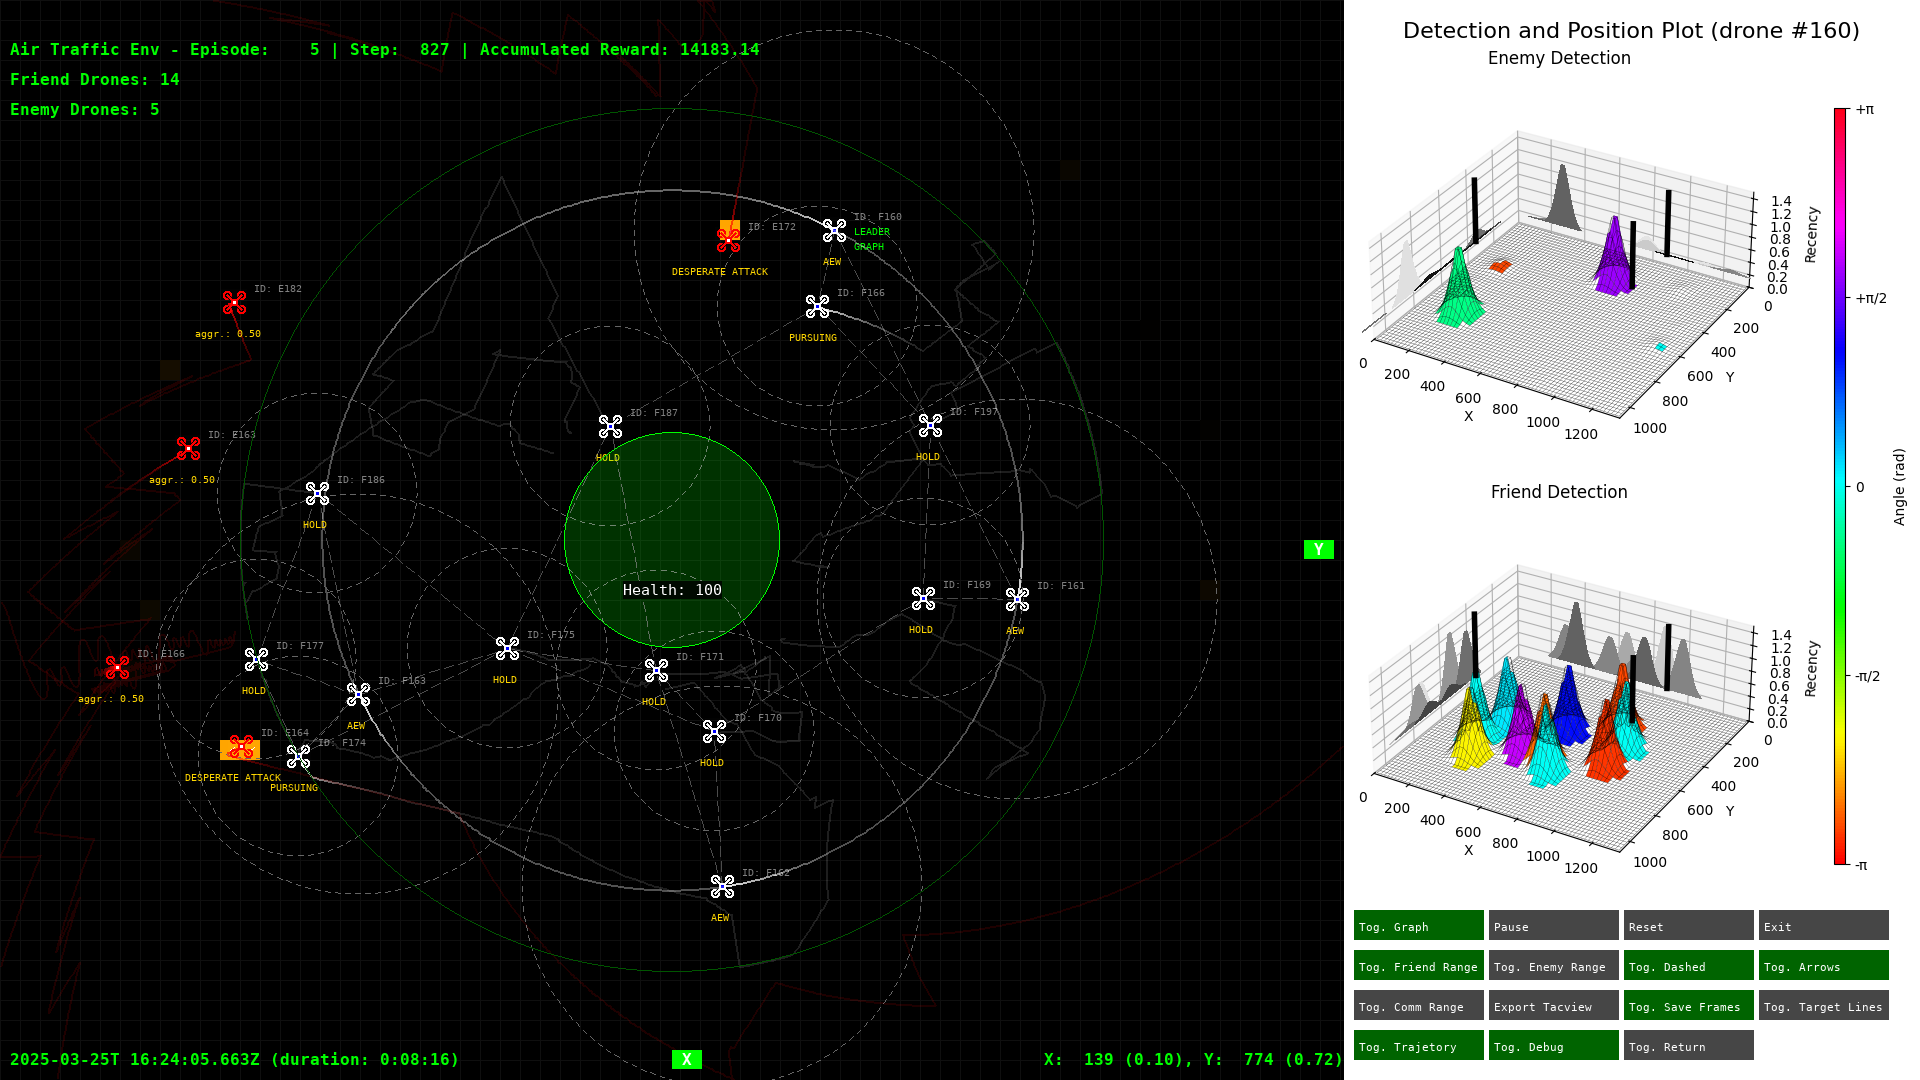 Air Traffic Env - Episode:    5 | Step:  827 | Accumulated Reward: 14183.14
Friend Drones: 14
Enemy Drones: 5
ID: E172
DESPERATE ATTACK
ID: F160
LEADER
GRAPH
AEW
ID: E182
aggr.: 0.50
ID: F166
PURSUING
ID: F187
HOLD
ID: F197
HOLD
ID: E163
aggr.: 0.50
ID: F186
HOLD
Y
Health: 100
ID: F169
HOLD
ID: F161
AEW
ID: E166
aggr.: 0.50
ID: F177
HOLD
ID: F175
HOLD
ID: F171
HOLD
ID: F163
AEW
ID: F170
HOLD
ID: E164
DESPERATE ATTACK
ID: F174
PURSUING
ID: F162
AEW
2025-03-25T 16:24:05.663Z (duration: 0:08:16)
X
X:  139 (0.10), Y:  774 (0.72)
Detection and Position Plot (drone #160)
Enemy Detection
1.4
1.2
1.0
0.8
0.6
0.4
0.2
0.0
Recency
0
200
400
600
800
1000
Y
0
200
400
600
800
1000
1200
X
Friend Detection
1.4
1.2
1.0
0.8
0.6
0.4
0.2
0.0
Recency
0
200
400
600
800
1000
Y
0
200
400
600
800
1000
1200
X
+π
+π/2
0
-π/2
-π
Angle (rad)
Tog. Graph
Pause
Reset
Exit
Tog. Friend Range
Tog. Enemy Range
Tog. Dashed
Tog. Arrows
Tog. Comm Range
Export Tacview
Tog. Save Frames
Tog. Target Lines
Tog. Trajetory
Tog. Debug
Tog. Return